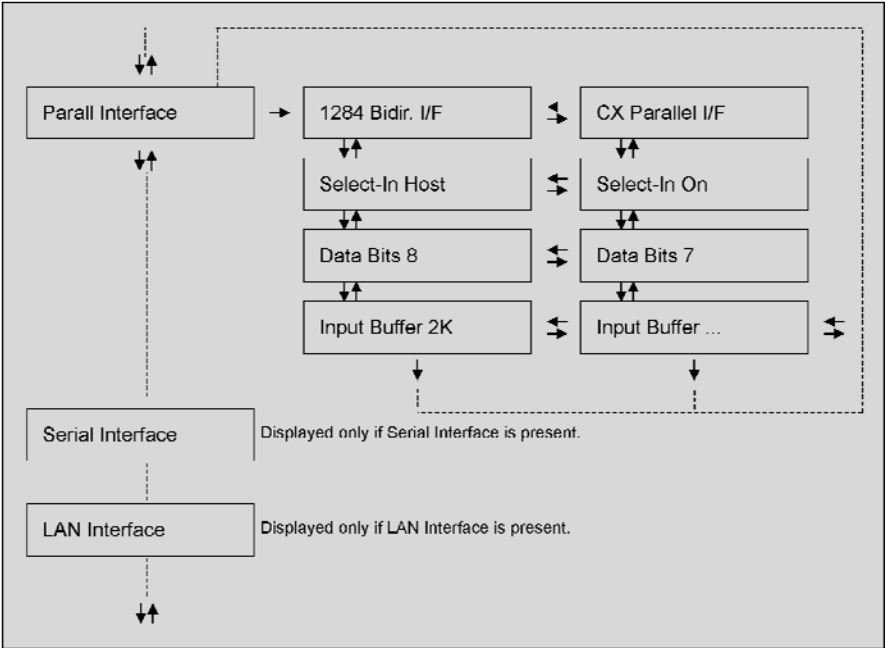 Parall Interface
1284 Bidir. I/F
CX Parallel I/F
Select-In Host
Select-In On
Data Bits 8
Data Bits 7
Input Buffer 2K
Input Buffer ...
Serial Interface
Displayed only if Serial Interface is present.
LAN Interface
Displayed only if LAN Interface is present.